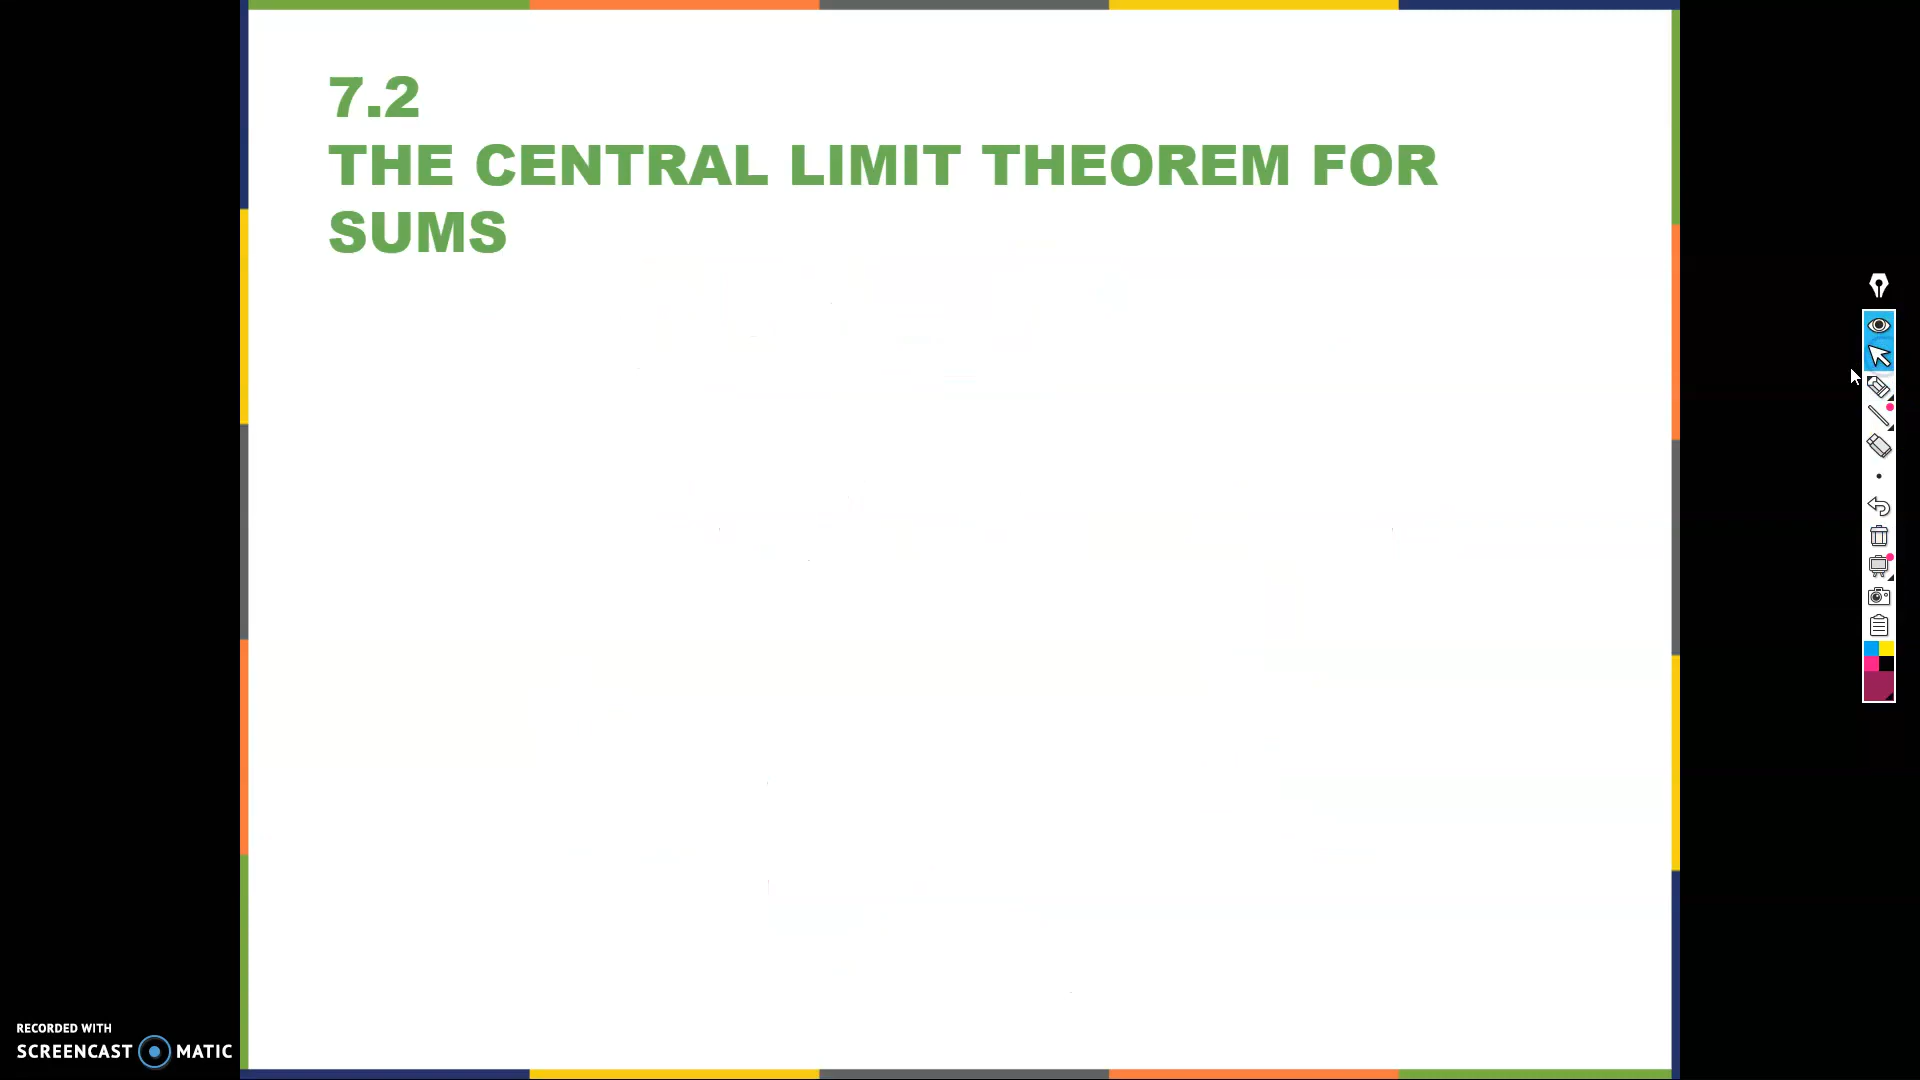 7.2
THE CENTRAL LIMIT THEOREM FOR
SUMS
RECORDED WITH
SCREENCAST MATIC